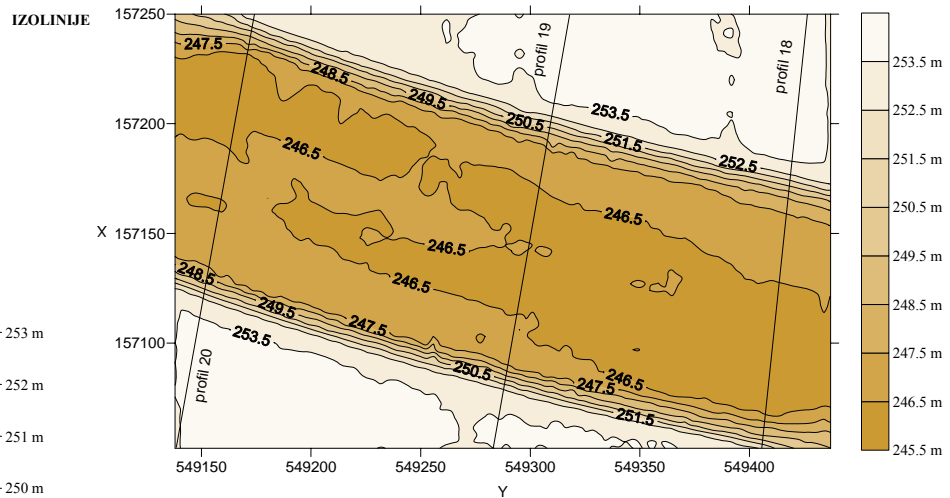 IZOLINIJE
157250
157200
157150
157100
X
549150
549200
549250
549300
549350
549400
Y
247.5
248.5
249.5
250.5
251.5
252.5
253.5
246.5
246.5
246.5
246.5
248.5
249.5
247.5
253.5
250.5
247.5
246.5
251.5
profil 20
profil 19
profil 18
253.5 m
252.5 m
251.5 m
250.5 m
249.5 m
248.5 m
247.5 m
246.5 m
245.5 m
253 m
252 m
251 m
250 m